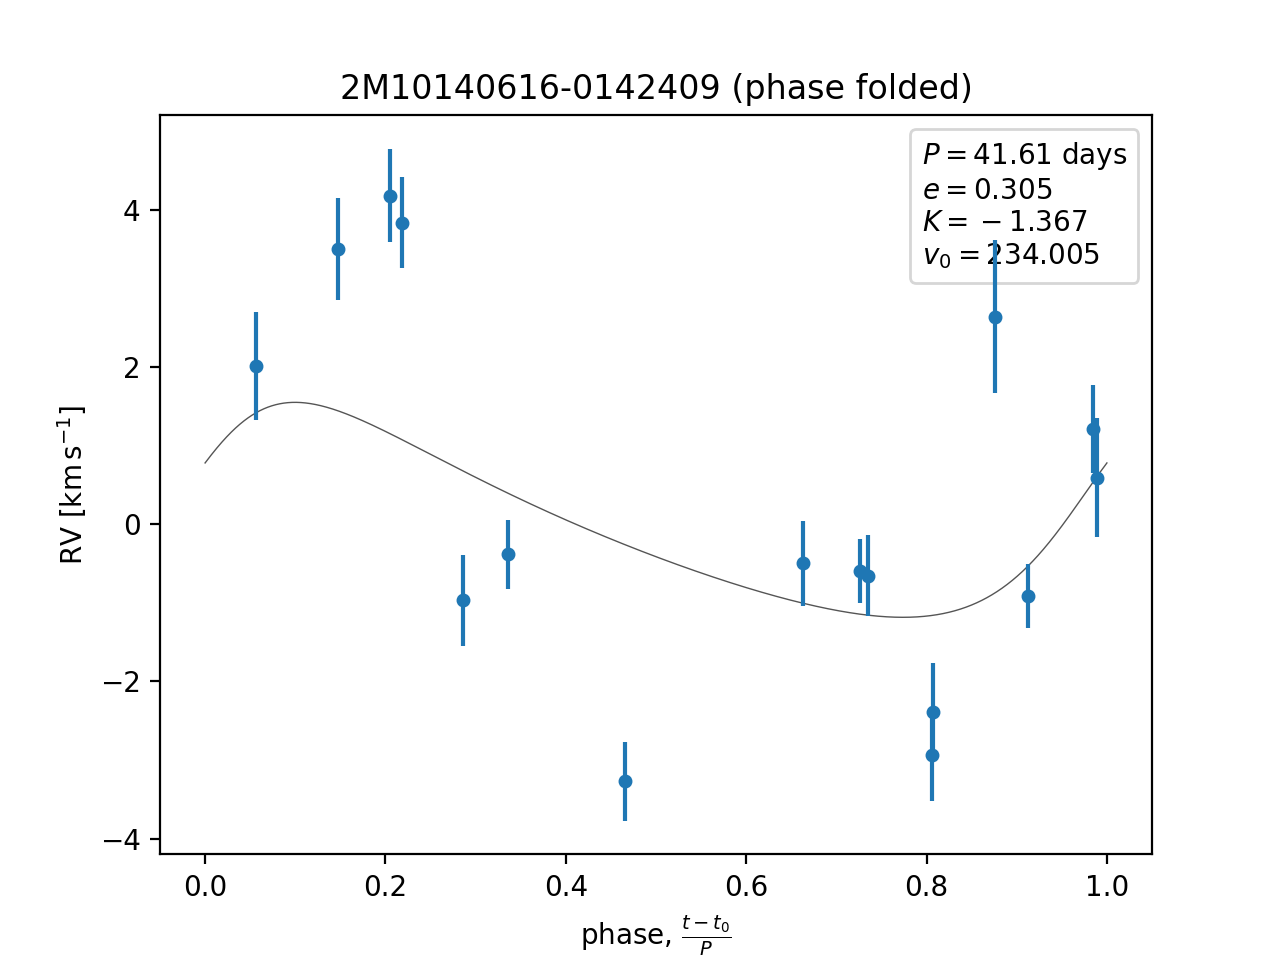 2M10140616-0142409 (phase folded)
P = 41.61 days
e = 0.305
K = −1.367
v₀ = 234.005
RV [km s⁻¹]
4
2
0
−2
−4
0.0 0.2 0.4 0.6 0.8 1.0
phase, (t − t₀)/P